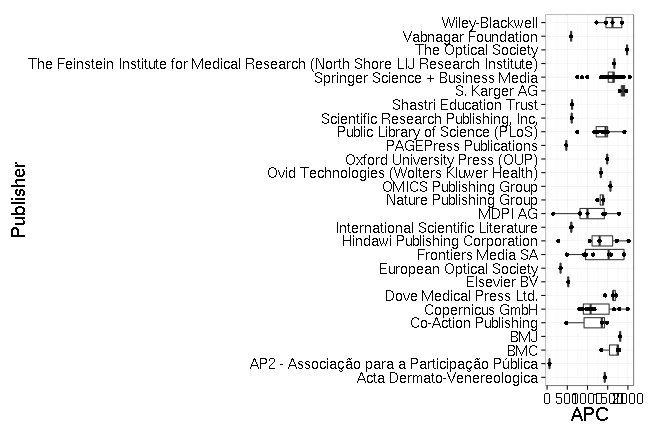 Publisher
Wiley-Blackwell
Vabnagar Foundation
The Optical Society
The Feinstein Institute for Medical Research (North Shore LIJ Research Institute)
Springer Science + Business Media
S. Karger AG
Shastri Education Trust
Scientific Research Publishing, Inc,
Public Library of Science (PLoS)
PAGEPress Publications
Oxford University Press (OUP)
Ovid Technologies (Wolters Kluwer Health)
OMICS Publishing Group
Nature Publishing Group
MDPI AG
International Scientific Literature
Hindawi Publishing Corporation
Frontiers Media SA
European Optical Society
Elsevier BV
Dove Medical Press Ltd.
Copernicus GmbH
Co-Action Publishing
BMJ
BMC
AP2 - Associação para a Participação Pública
Acta Dermato-Venereologica
0 500 1000 1500 2000
APC